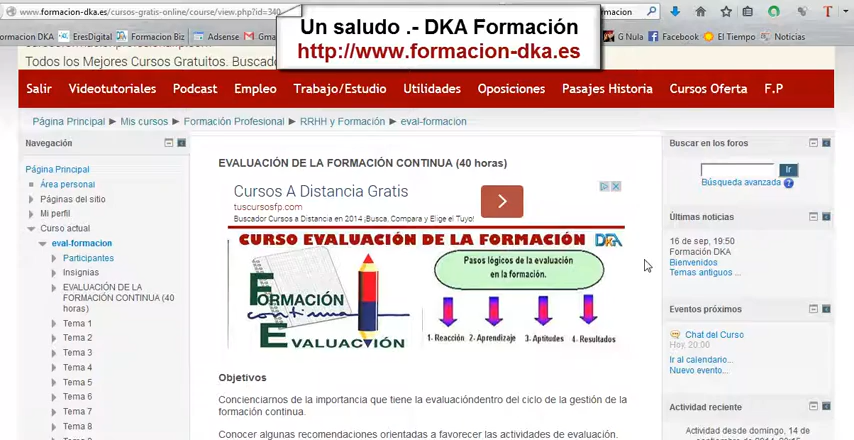 www.formacion-dka.es/cursos-gratis-online/course/view.php?id=340
Un saludo .- DKA Formación
http://www.formacion-dka.es
ormacion DKA
EresDigital
Banner
Adsense
G Nula
Facebook
El Tiempo
Noticias
Todos los Mejores Cursos Gratuitos. Buscador
Salir
Videotutoriales
Podcast
Empleo
Trabajo/Estudio
Utilidades
Oposiciones
Pasajes Historia
Cursos Oferta
F.P
Página Principal ► Mis cursos ► Formación Profesional ► RRHH y Formación ► eval-formacion
Navegación
Página Principal
Área personal
Páginas del sitio
Mi perfil
Curso actual
eval-formacion
Participantes
Insignias
EVALUACIÓN DE LA
FORMACIÓN CONTINUA (40
horas)
Tema 1
Tema 2
Tema 3
Tema 4
Tema 5
Tema 6
Tema 7
Tema 8
EVALUACIÓN DE LA FORMACIÓN CONTINUA (40 horas)
Cursos A Distancia Gratis
tuscursosfp.com
Buscador Cursos a Distancia en 2014 ¡Busca, Compara y Elige el Tuyo!
CURSO EVALUACIÓN DE LA FORMACIÓN DKA
FORMACIÓN
continua
EVALUACIÓN
Pasos lógicos de la evaluación
en la formación.
1- Reacción
2- Aprendizaje
3. Aptitudes
4- Resultados
Objetivos
Concienciarnos de la importancia que tiene la evaluacióndentro del ciclo de la gestión de la
formación continua.
Conocer algunas recomendaciones orientadas a favorecer las actividades de evaluación.
Buscar en los foros
Ir
Búsqueda avanzada
Últimas noticias
16 de sep, 19:50
Formación DKA
Bienvenidos
Temas antiguos ...
Eventos próximos
Chat del Curso
Hoy, 20:00
Ir al calendario...
Nuevo evento...
Actividad reciente
Actividad desde domingo, 14 de